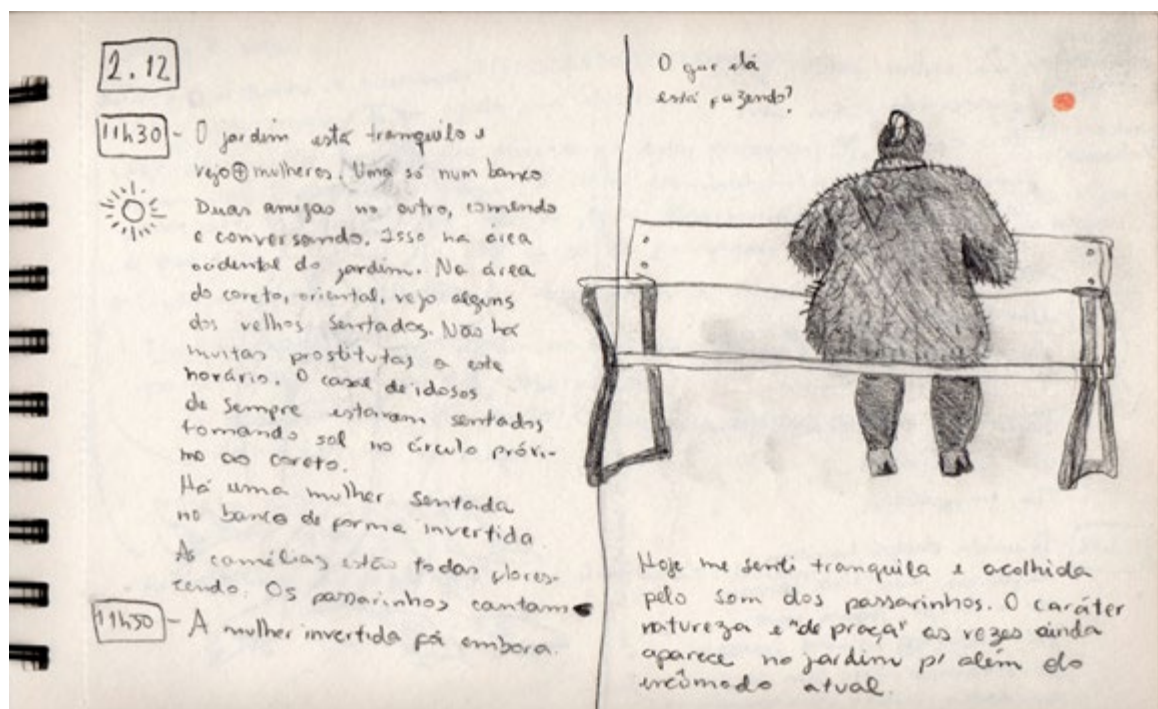 2.12
11h30 - O jardim está tranquilo e
vejo ⊕ mulheres. Uma só num banco
Duas amigas no outro, comendo
e conversando. Isso na área
ocidental do jardim. Na área
do coreto, oriental, vejo alguns
dos velhos sentados. Não há
muitas prostitutas a este
horário. O casal de idosos
de sempre estavam sentados
tomando sol no círculo próxi-
mo ao coreto.
Há uma mulher sentada
no banco de forma invertida.
As camélias estão todas flores-
cendo. Os passarinhos cantam
11h50 - A mulher invertida foi embora.
O que ela
está fazendo?
Hoje me senti tranquila e acolhida
pelo som dos passarinhos. O caráter
natureza e "de praça" as vezes ainda
aparece no jardim p/ além do
incômodo atual.